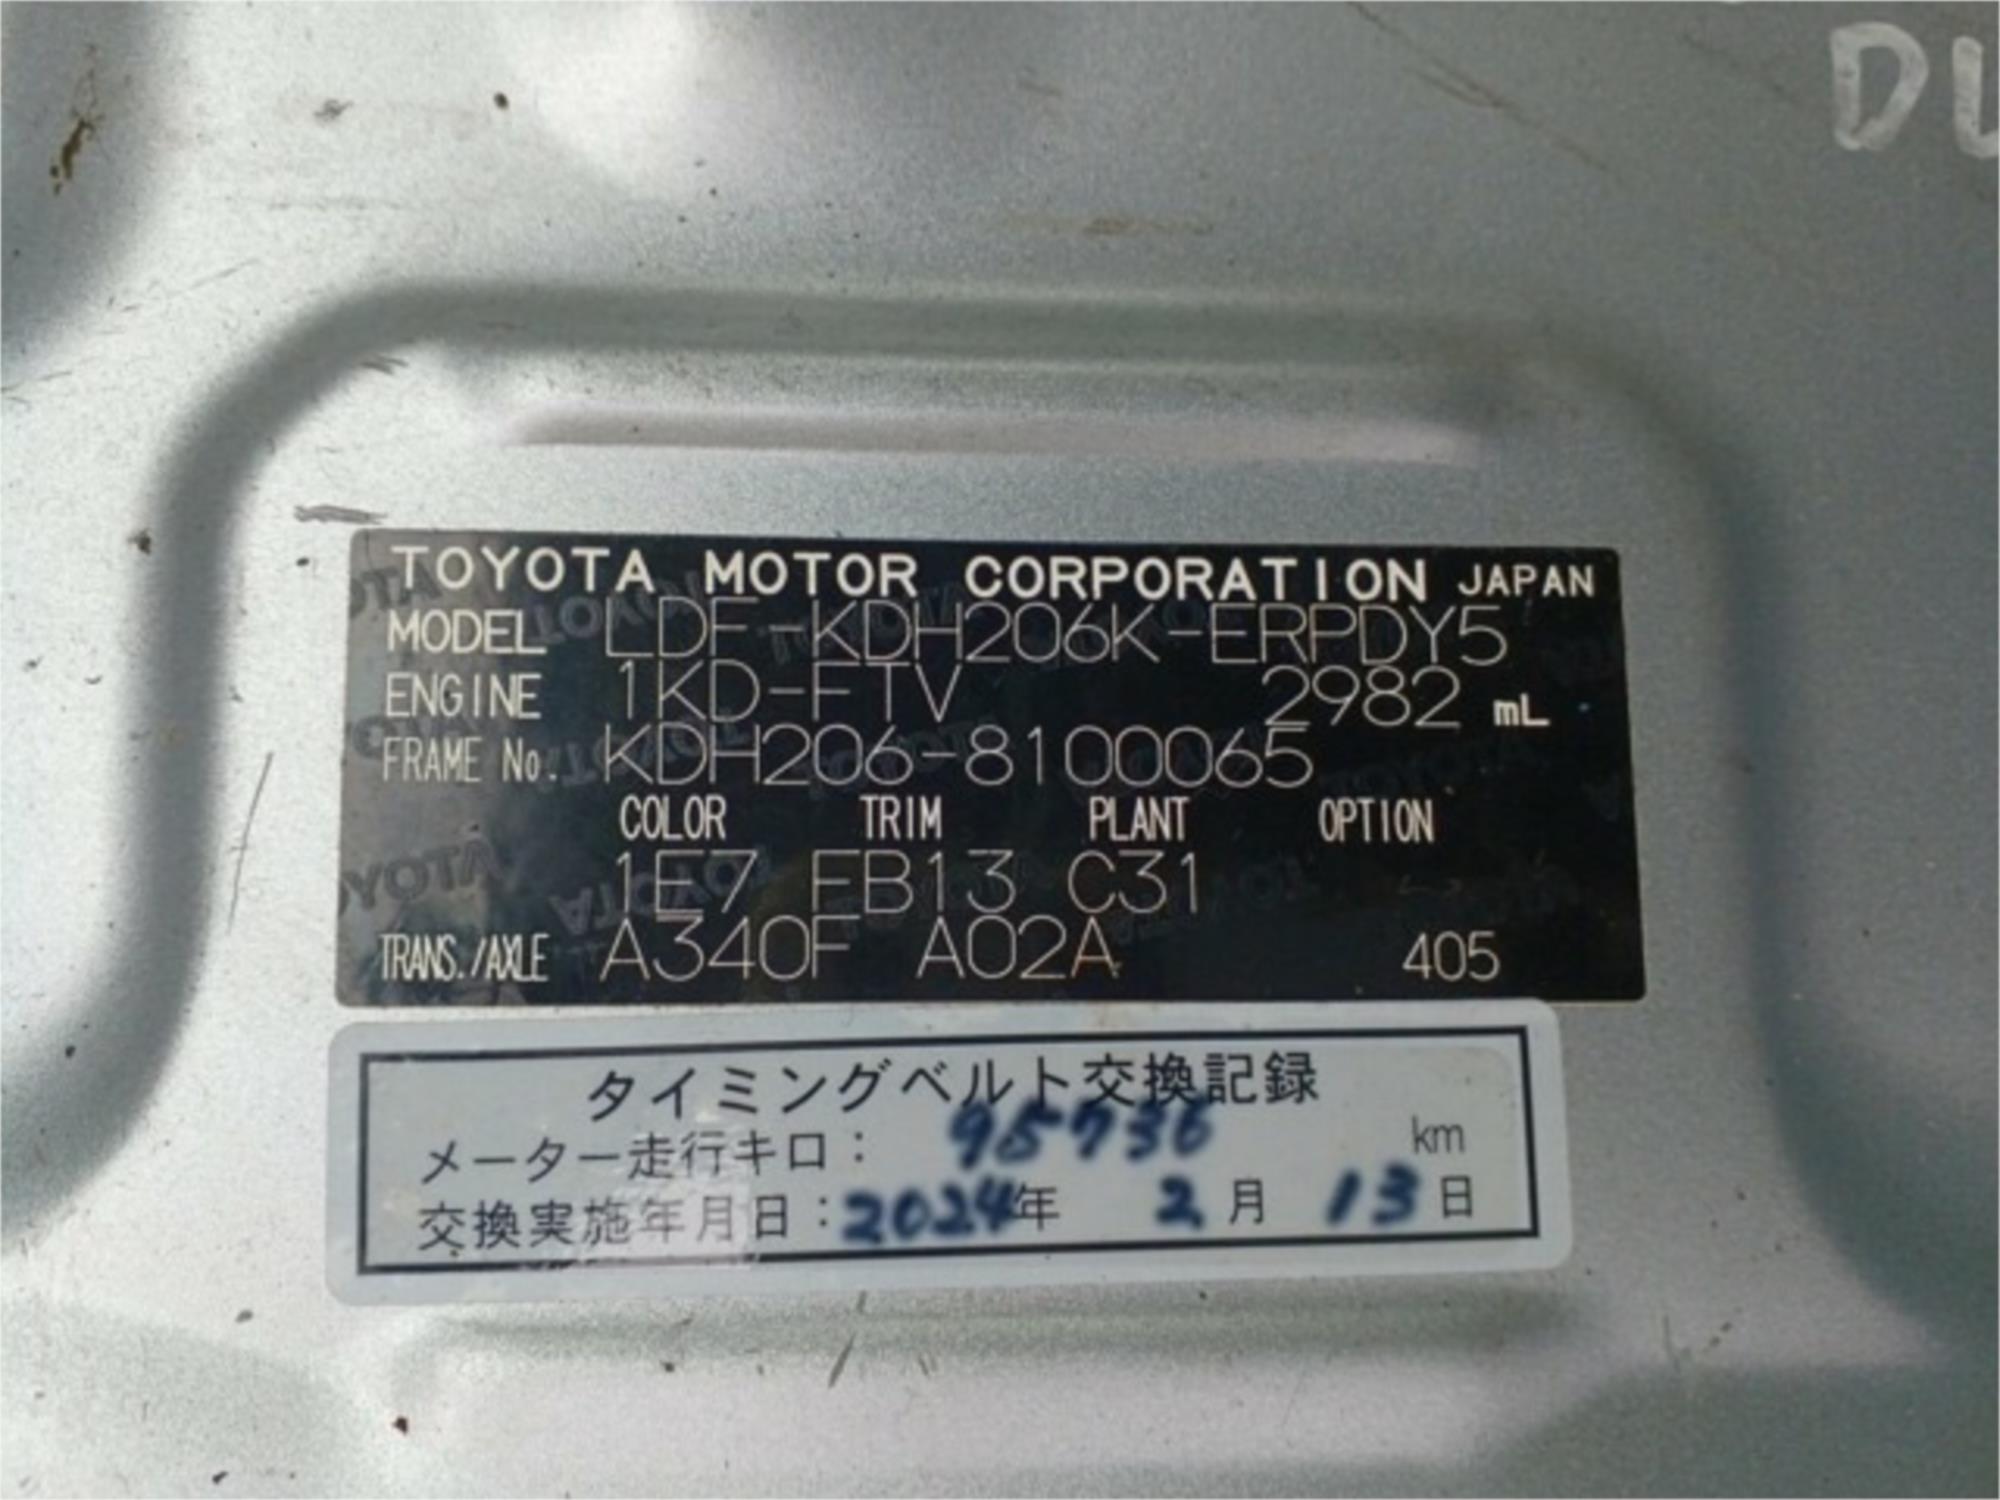 DU
TOYOTA MOTOR CORPORATION JAPAN
MODEL LDF-KDH206K-ERPDY5
ENGINE 1KD-FTV 2982 mL
FRAME No. KDH206-8100065
COLOR TRIM PLANT OPTION
1E7 FB13 C31
TRANS./AXLE A340F A02A 405
タイミングベルト交換記録
メーター走行キロ: 95736 km
交換実施年月日:2024年 2月 13日